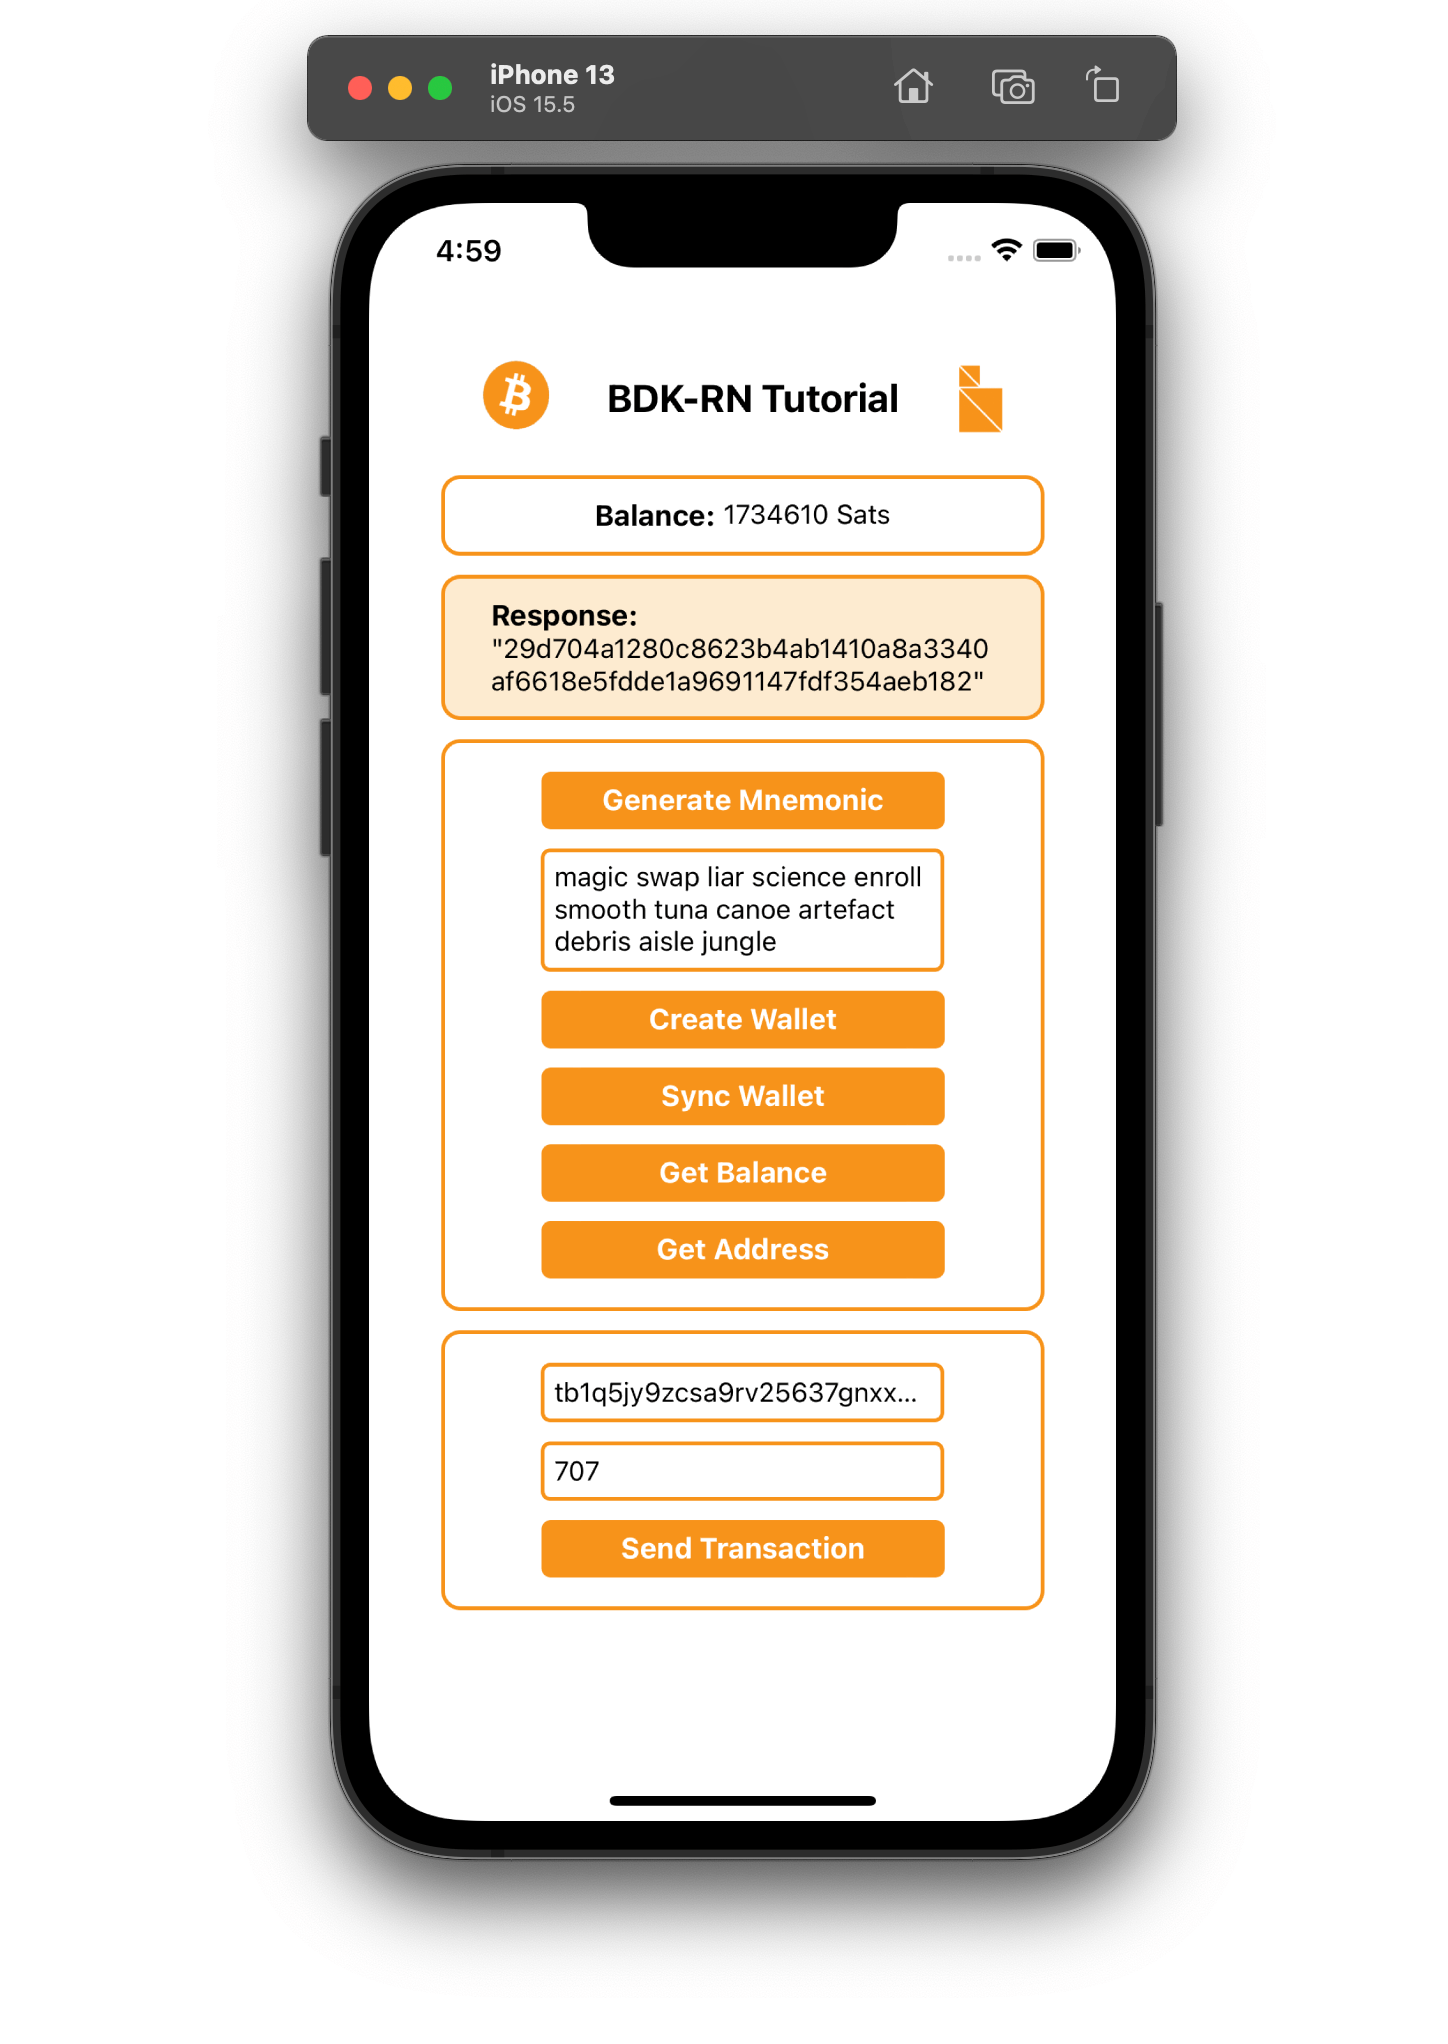 iPhone 13
iOS 15.5
4:59
BDK-RN Tutorial
Balance: 1734610 Sats
Response:
"29d704a1280c8623b4ab1410a8a3340
af6618e5fdde1a9691147fdf354aeb182"
Generate Mnemonic
magic swap liar science enroll
smooth tuna canoe artefact
debris aisle jungle
Create Wallet
Sync Wallet
Get Balance
Get Address
tb1q5jy9zcsa9rv25637gnxx...
707
Send Transaction